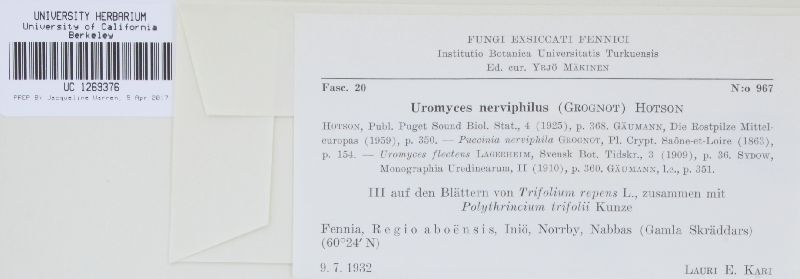 UNIVERSITY HERBARIUM
University of California
Berkeley
UC 1269376
PREP BY Jacqueline Warren, 5 Apr 2017
FUNGI EXSICCATI FENNICI
Institutio Botanica Universitatis Turkuensis
Ed. cur. YRJÖ MÄKINEN
Fasc. 20 N:o 967
Uromyces nerviphilus (GROGNOT) HOTSON
HOTSON, Publ. Puget Sound Biol. Stat., 4 (1925), p. 368. GÄUMANN, Die Rostpilze Mittel-
europas (1959), p. 350. — Puccinia nerviphila GROGNOT, Pl. Crypt. Saône-et-Loire (1863),
p. 154. — Uromyces flectens LAGERHEIM, Svensk Bot. Tidskr., 3 (1909), p. 36. SYDOW,
Monographia Uredinearum, II (1910), p. 360. GÄUMANN, l.c., p. 351.
III auf den Blättern von Trifolium repens L., zusammen mit
Polythrincium trifolii Kunze
Fennia, Regio aboënsis, Iniö, Norrby, Nabbas (Gamla Skräddars)
(60°24′ N)
9. 7. 1932 LAURI E. KARI